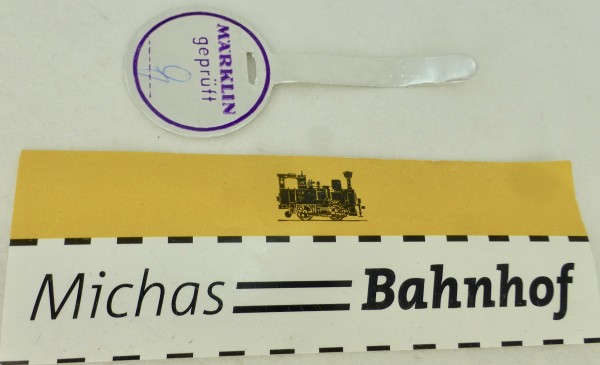 MÄRKLIN
geprüft
Michas Bahnhof